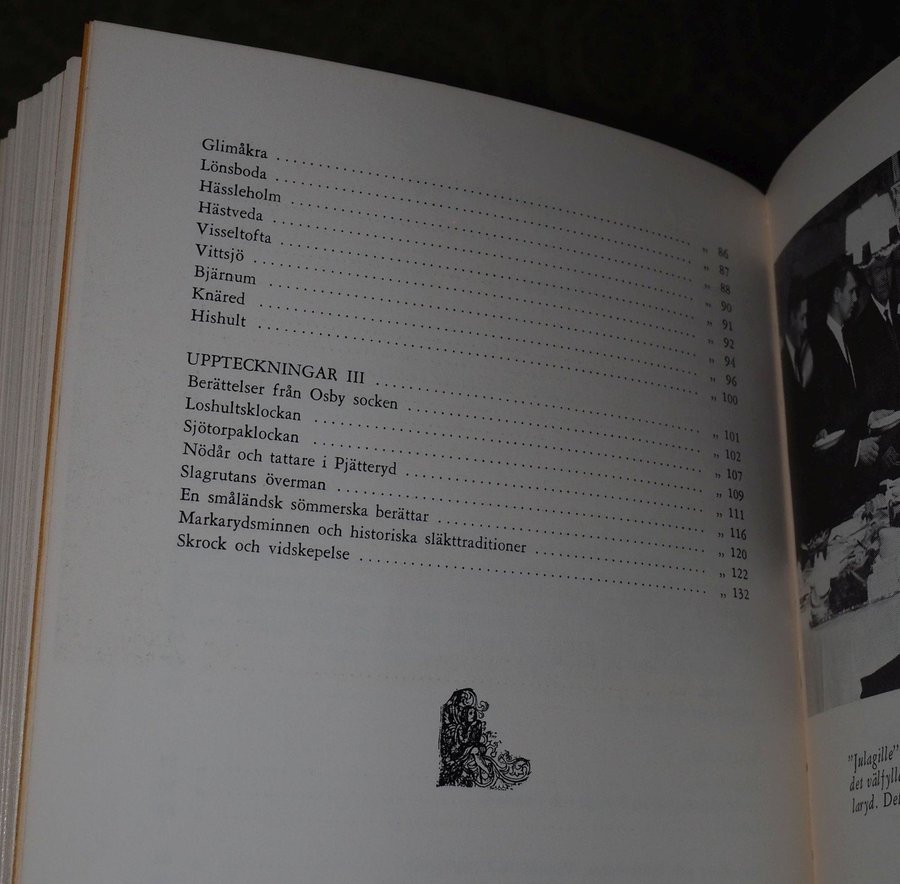 Glimåkra ........ „ 86
Lönsboda ........ „ 87
Hässleholm ........ „ 88
Hästveda ........ „ 90
Visseltofta ........ „ 91
Vittsjö ........ „ 92
Bjärnum ........ „ 94
Knäred ........ „ 96
Hishult ........ „ 100
UPPTECKNINGAR III ........ „ 101
Berättelser från Osby socken ........ „ 102
Loshultsklockan ........ „ 107
Sjötorpaklockan ........ „ 109
Nödår och tattare i Pjätteryd ........ „ 111
Slagrutans överman ........ „ 116
En småländsk sömmerska berättar ........ „ 120
Markarydsminnen och historiska släkttraditioner ........ „ 122
Skrock och vidskepelse ........ „ 132
"Julagille"
det
laryd.